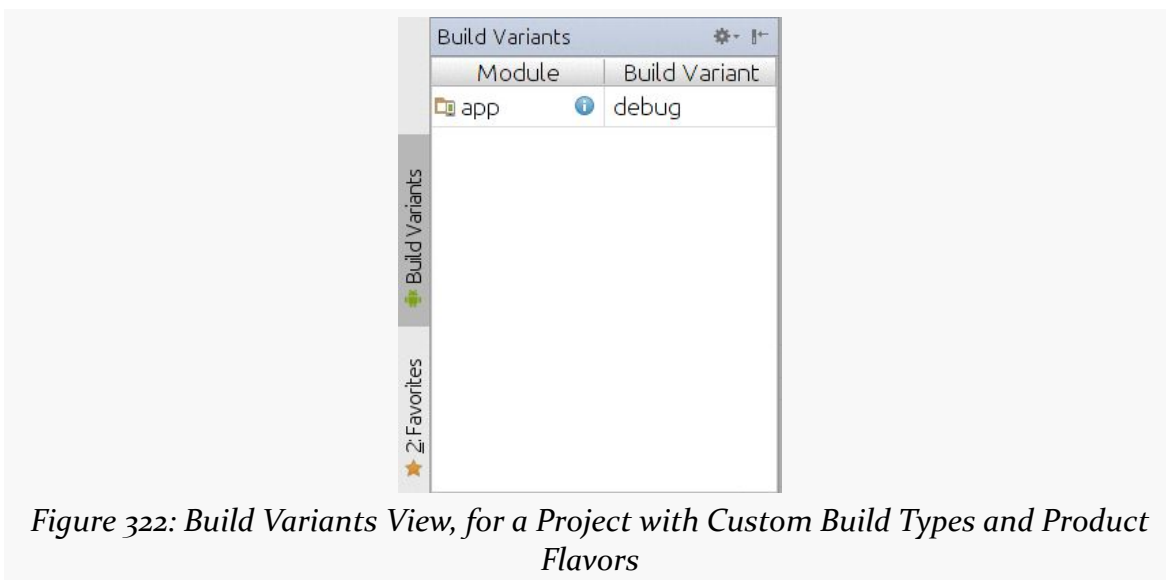 Build Variants
Module Build Variant
app debug
Build Variants
2: Favorites
Figure 322: Build Variants View, for a Project with Custom Build Types and Product
Flavors